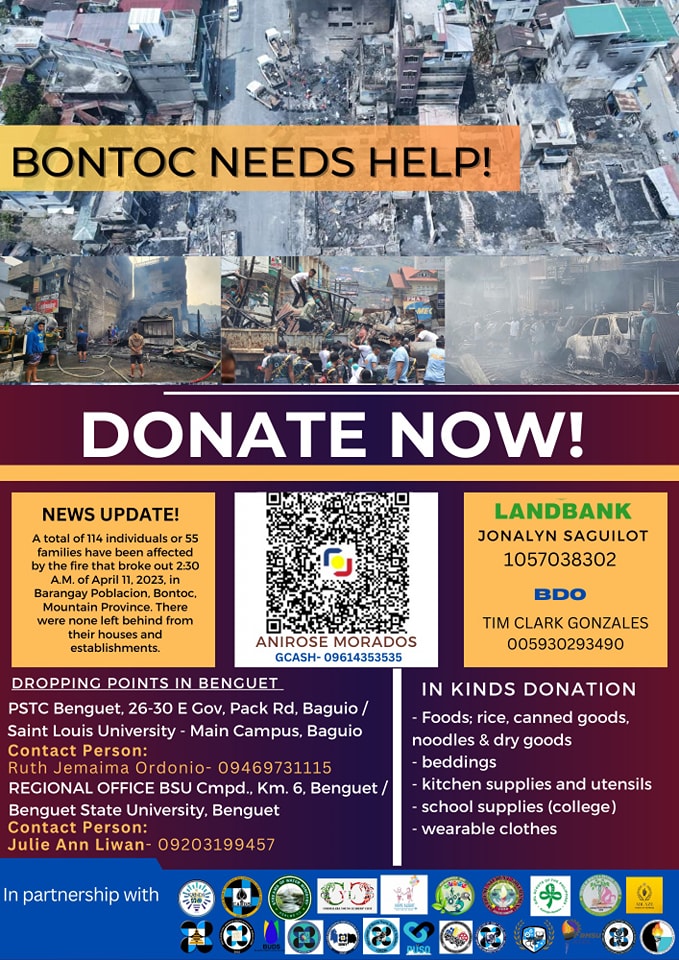 BONTOC NEEDS HELP!
DONATE NOW!
NEWS UPDATE!
A total of 114 individuals or 55
families have been affected
by the fire that broke out 2:30
A.M. of April 11, 2023, in
Barangay Poblacion, Bontoc,
Mountain Province. There
were none left behind from
their houses and
establishments.
ANIROSE MORADOS
GCASH- 09614353535
LANDBANK
JONALYN SAGUILOT
1057038302
BDO
TIM CLARK GONZALES
005930293490
DROPPING POINTS IN BENGUET
PSTC Benguet, 26-30 E Gov, Pack Rd, Baguio /
Saint Louis University - Main Campus, Baguio
Contact Person:
Ruth Jemaima Ordonio- 09469731115
REGIONAL OFFICE BSU Cmpd., Km. 6, Benguet /
Benguet State University, Benguet
Contact Person:
Julie Ann Liwan- 09203199457
IN KINDS DONATION
- Foods; rice, canned goods,
noodles & dry goods
- beddings
- kitchen supplies and utensils
- school supplies (college)
- wearable clothes
In partnership with